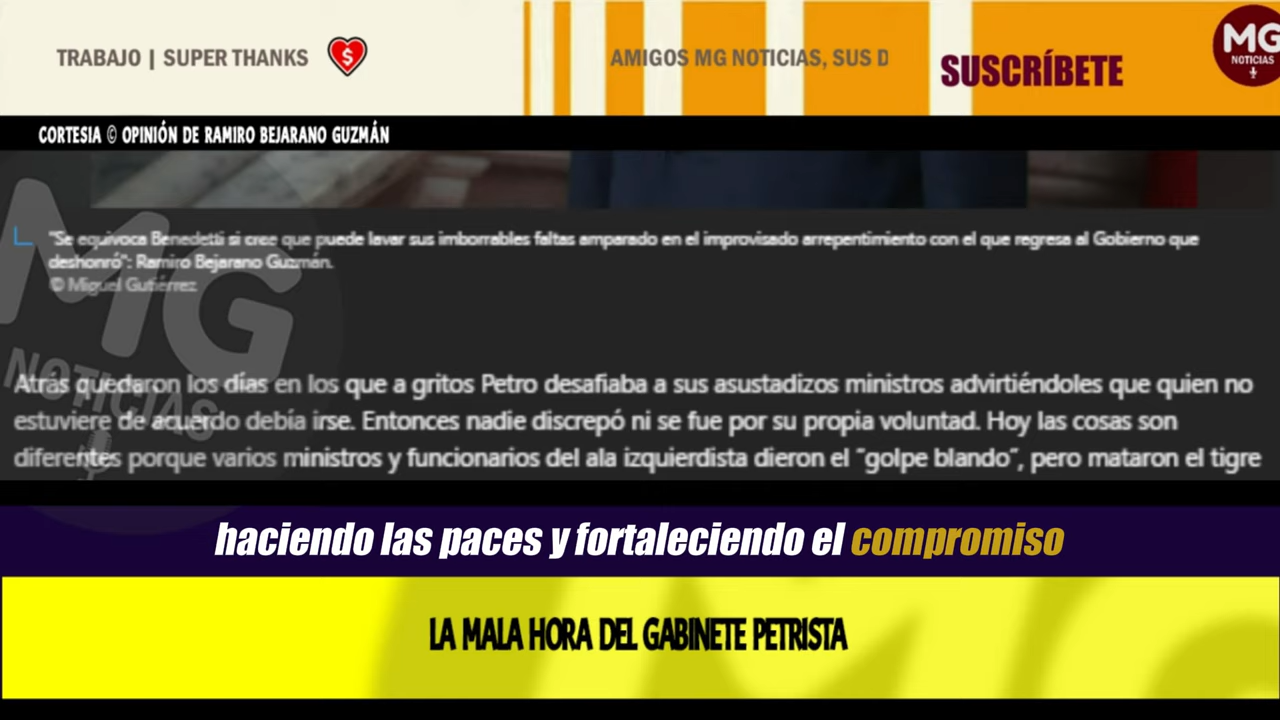 TRABAJO | SUPER THANKS
AMIGOS MG NOTICIAS, SUS D
SUSCRÍBETE
MG
NOTICIAS
CORTESIA © OPINIÓN DE RAMIRO BEJARANO GUZMÁN
"Se equivoca Benedetti si cree que puede lavar sus imborrables faltas amparado en el improvisado arrepentimiento con el que regresa al Gobierno que
deshonró": Ramiro Bejarano Guzmán.
© Miguel Gutiérrez
MG
NOTICIAS
Atrás quedaron los días en los que a gritos Petro desafiaba a sus asustadizos ministros advirtiéndoles que quien no
estuviere de acuerdo debía irse. Entonces nadie discrepó ni se fue por su propia voluntad. Hoy las cosas son
diferentes porque varios ministros y funcionarios del ala izquierdista dieron el "golpe blando", pero mataron el tigre
haciendo las paces y fortaleciendo el compromiso
LA MALA HORA DEL GABINETE PETRISTA